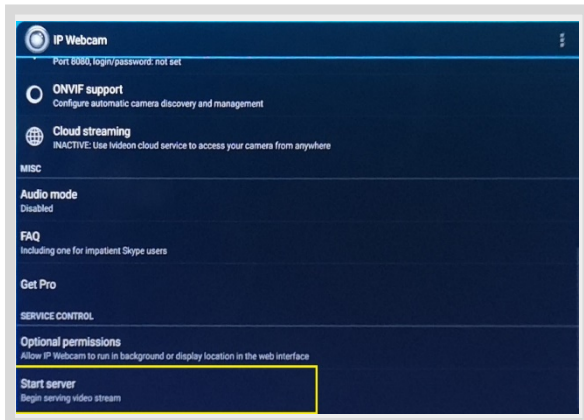 IP Webcam
Port 8080, login/password: not set
ONVIF support
Configure automatic camera discovery and management
Cloud streaming
INACTIVE: Use Ivideon cloud service to access your camera from anywhere
MISC
Audio mode
Disabled
FAQ
Including one for impatient Skype users
Get Pro
SERVICE CONTROL
Optional permissions
Allow IP Webcam to run in background or display location in the web interface
Start server
Begin serving video stream